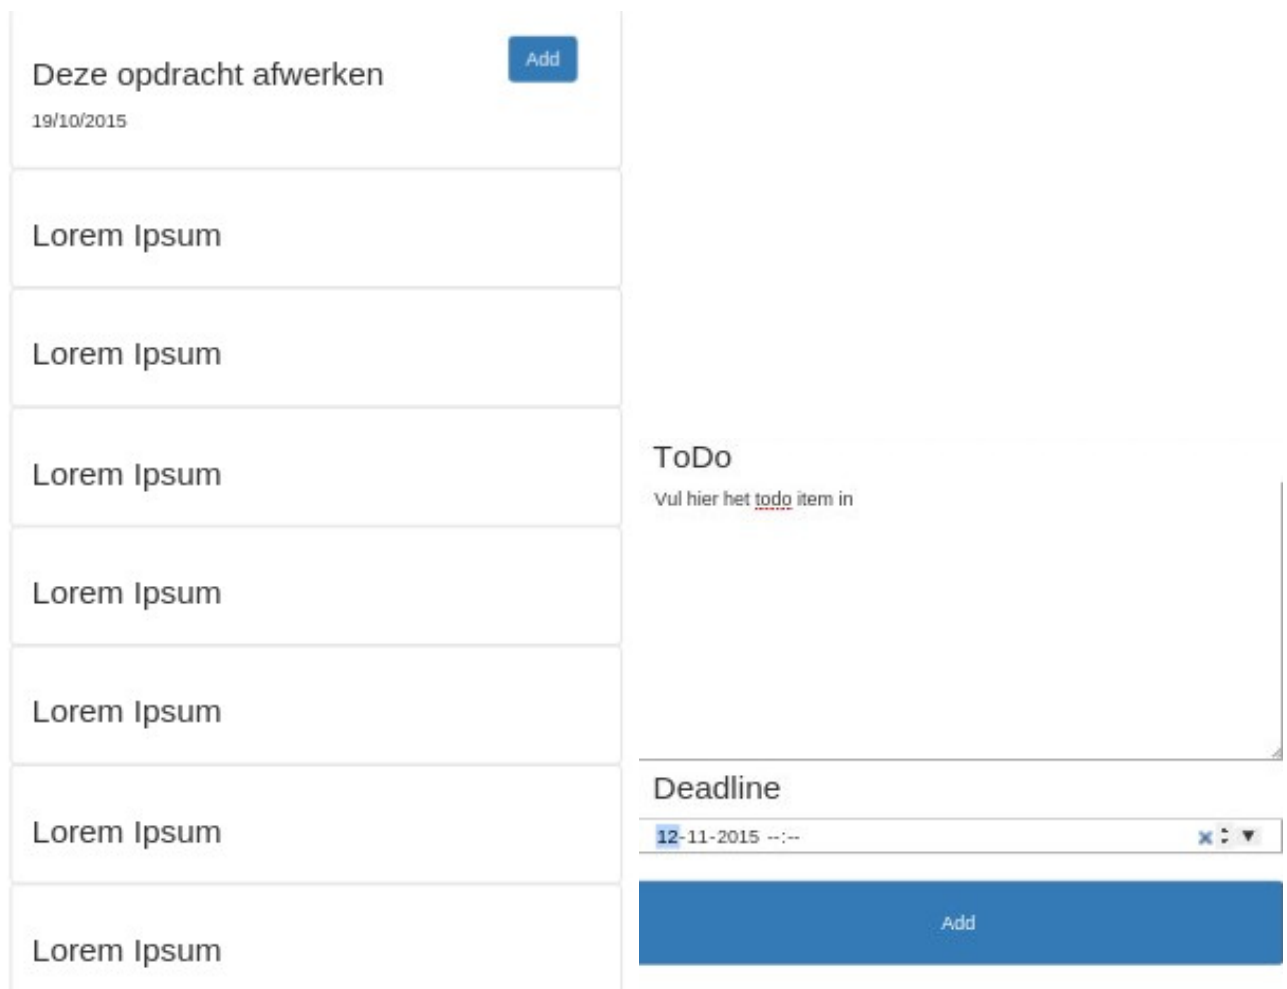 Deze opdracht afwerken
Add
19/10/2015
Lorem Ipsum
Lorem Ipsum
Lorem Ipsum
Lorem Ipsum
Lorem Ipsum
Lorem Ipsum
Lorem Ipsum
ToDo
Vul hier het todo item in
Deadline
12-11-2015 --:--
Add